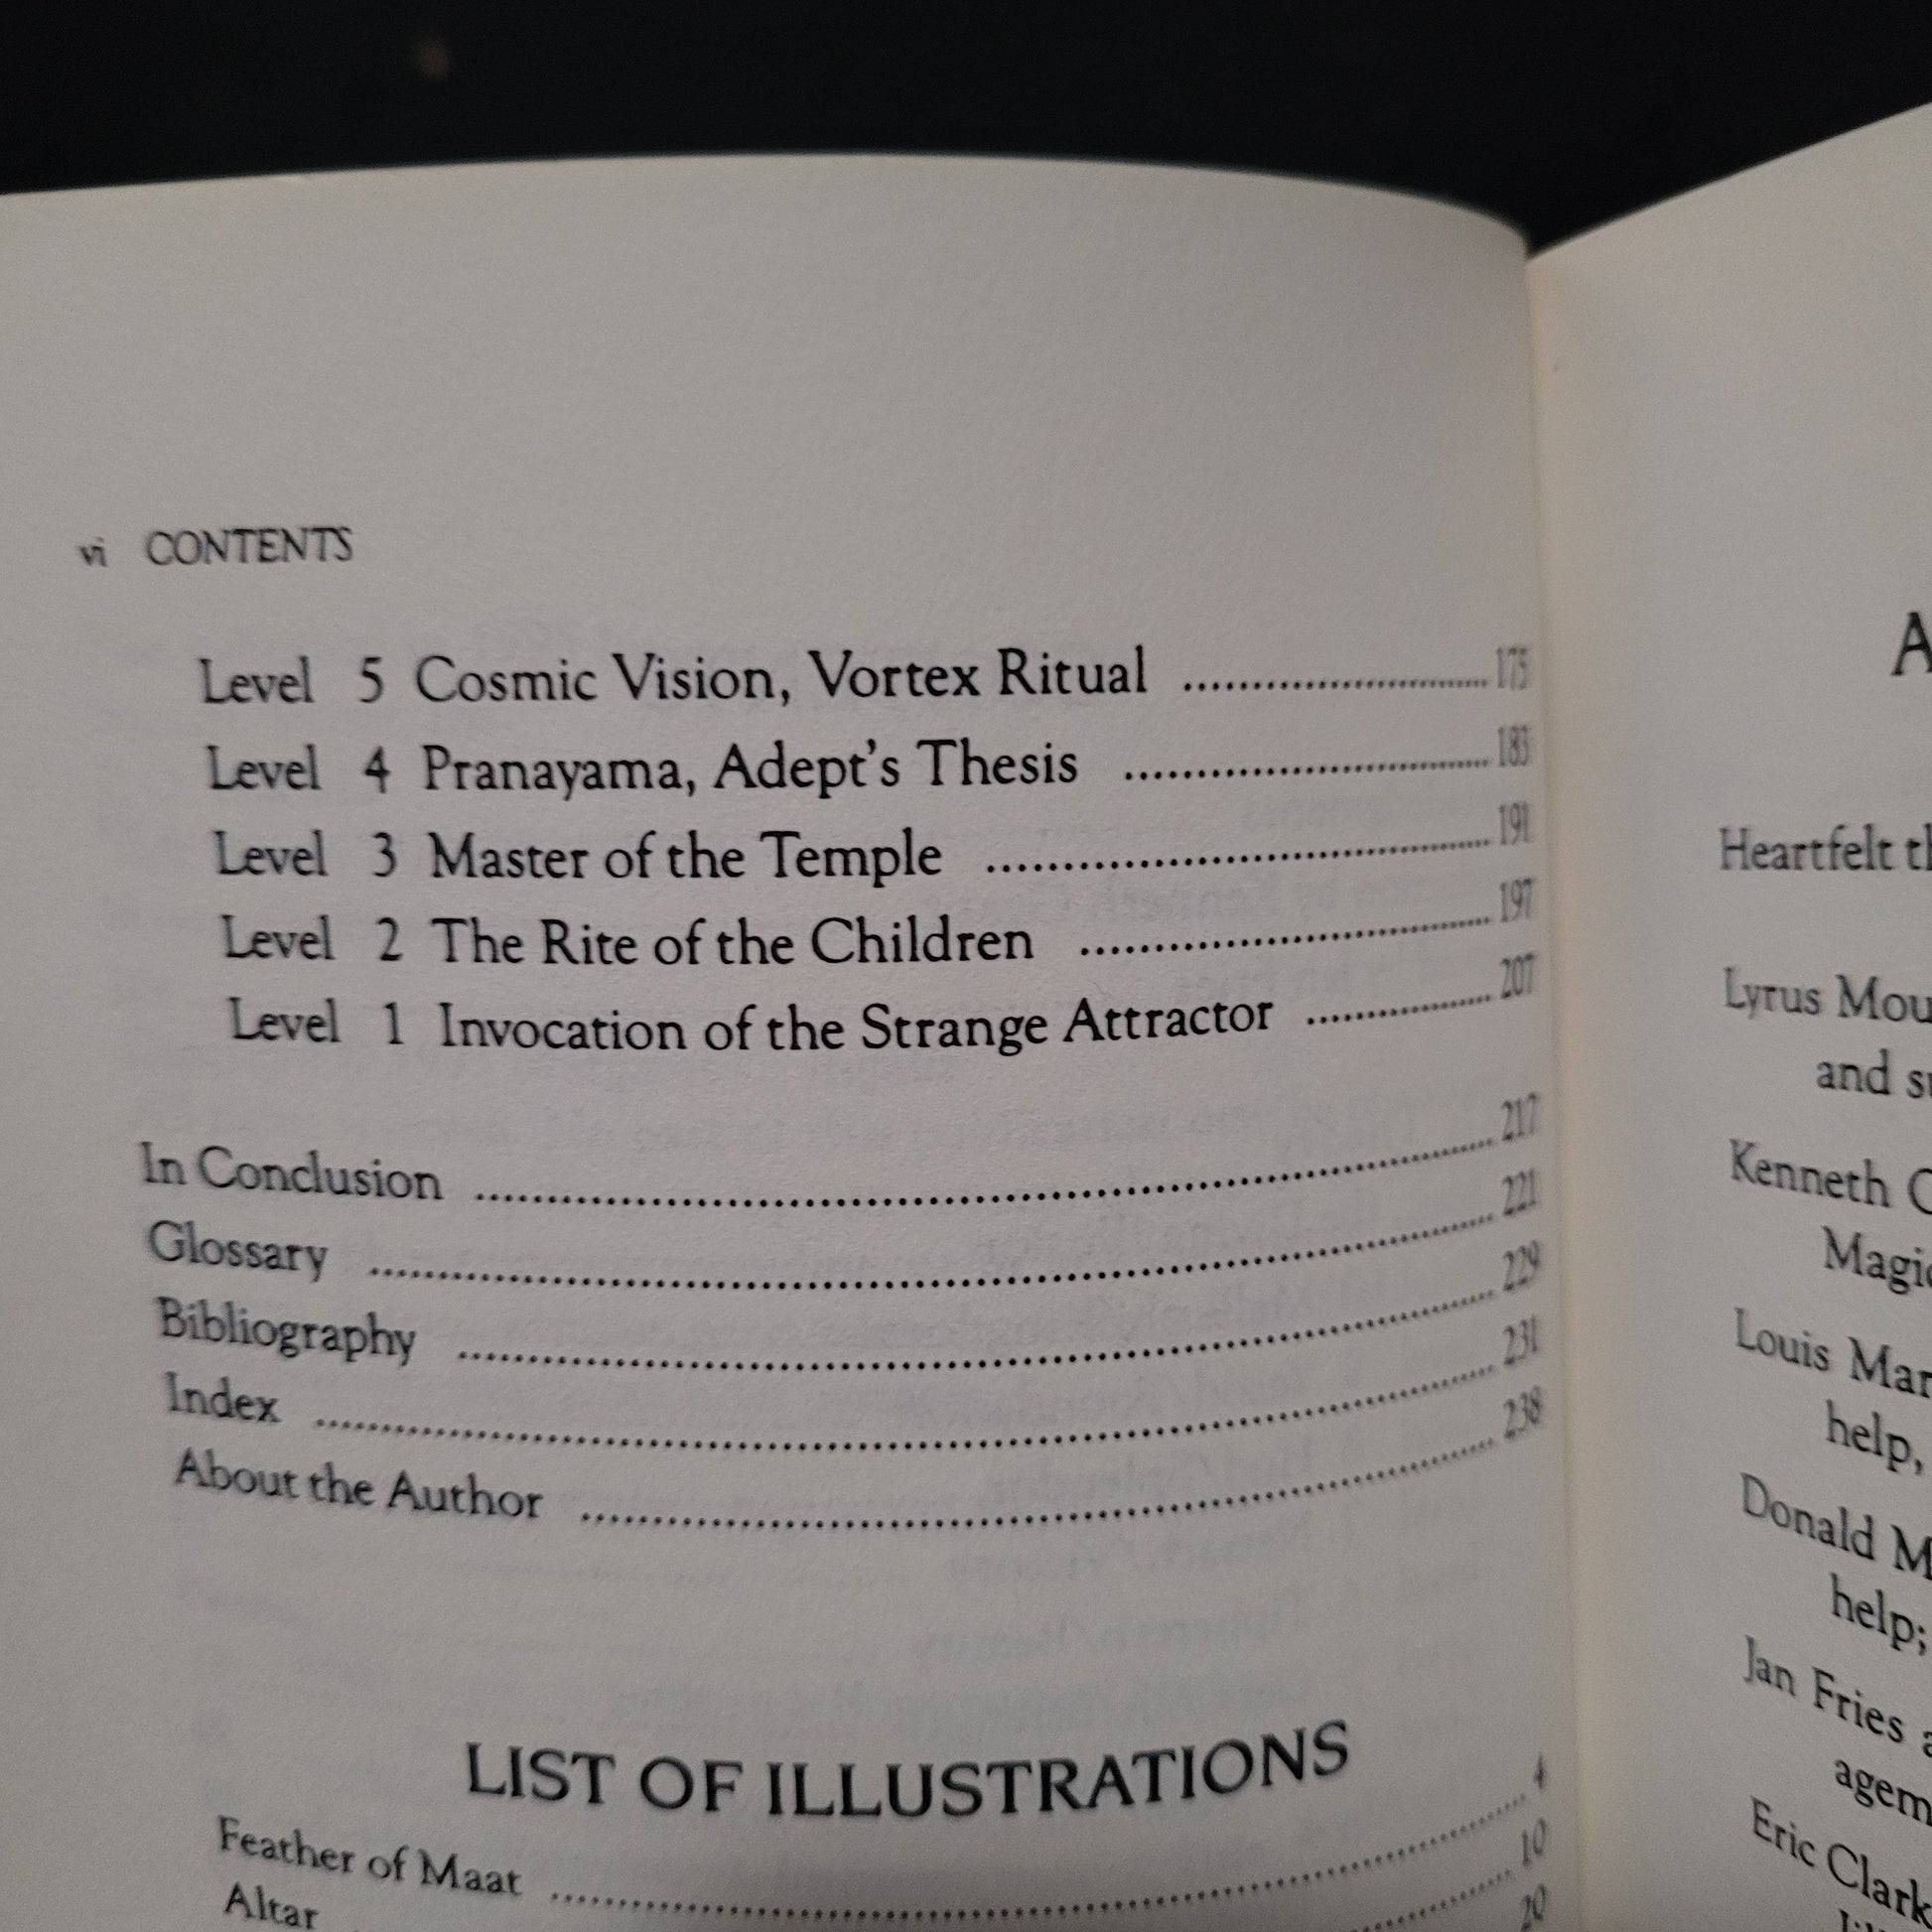 vi CONTENTS
Level 5 Cosmic Vision, Vortex Ritual ........................ 175
Level 4 Pranayama, Adept's Thesis ........................ 183
Level 3 Master of the Temple ........................ 191
Level 2 The Rite of the Children ........................ 197
Level 1 Invocation of the Strange Attractor ........................ 207
In Conclusion ........................ 217
Glossary ........................ 221
Bibliography ........................ 229
Index ........................ 231
About the Author ........................ 238
LIST OF ILLUSTRATIONS
Feather of Maat ........................ 4
Altar ........................ 10
20
A
Heartfelt
Lyrus
and
Kenneth
Louis
help,
Donald
help;
Jan Fries
Eric